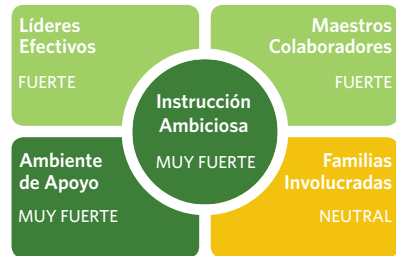 Líderes
Efectivos
FUERTE
Maestros
Colaboradores
FUERTE
Instrucción
Ambiciosa
MUY FUERTE
Ambiente
de Apoyo
MUY FUERTE
Familias
Involucradas
NEUTRAL